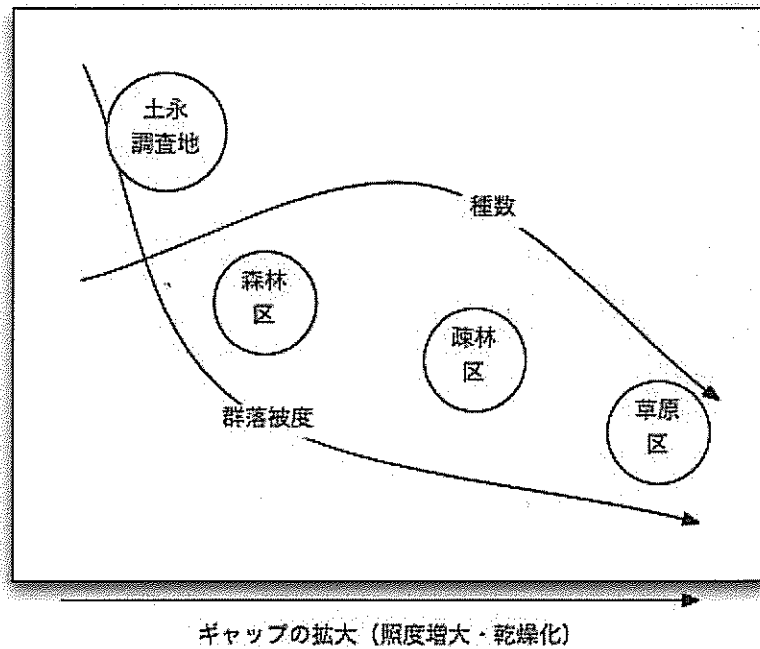 土永
調査地
種数
森林
区
疎林
区
草原
区
群落被度
ギャップの拡大（照度増大・乾燥化）